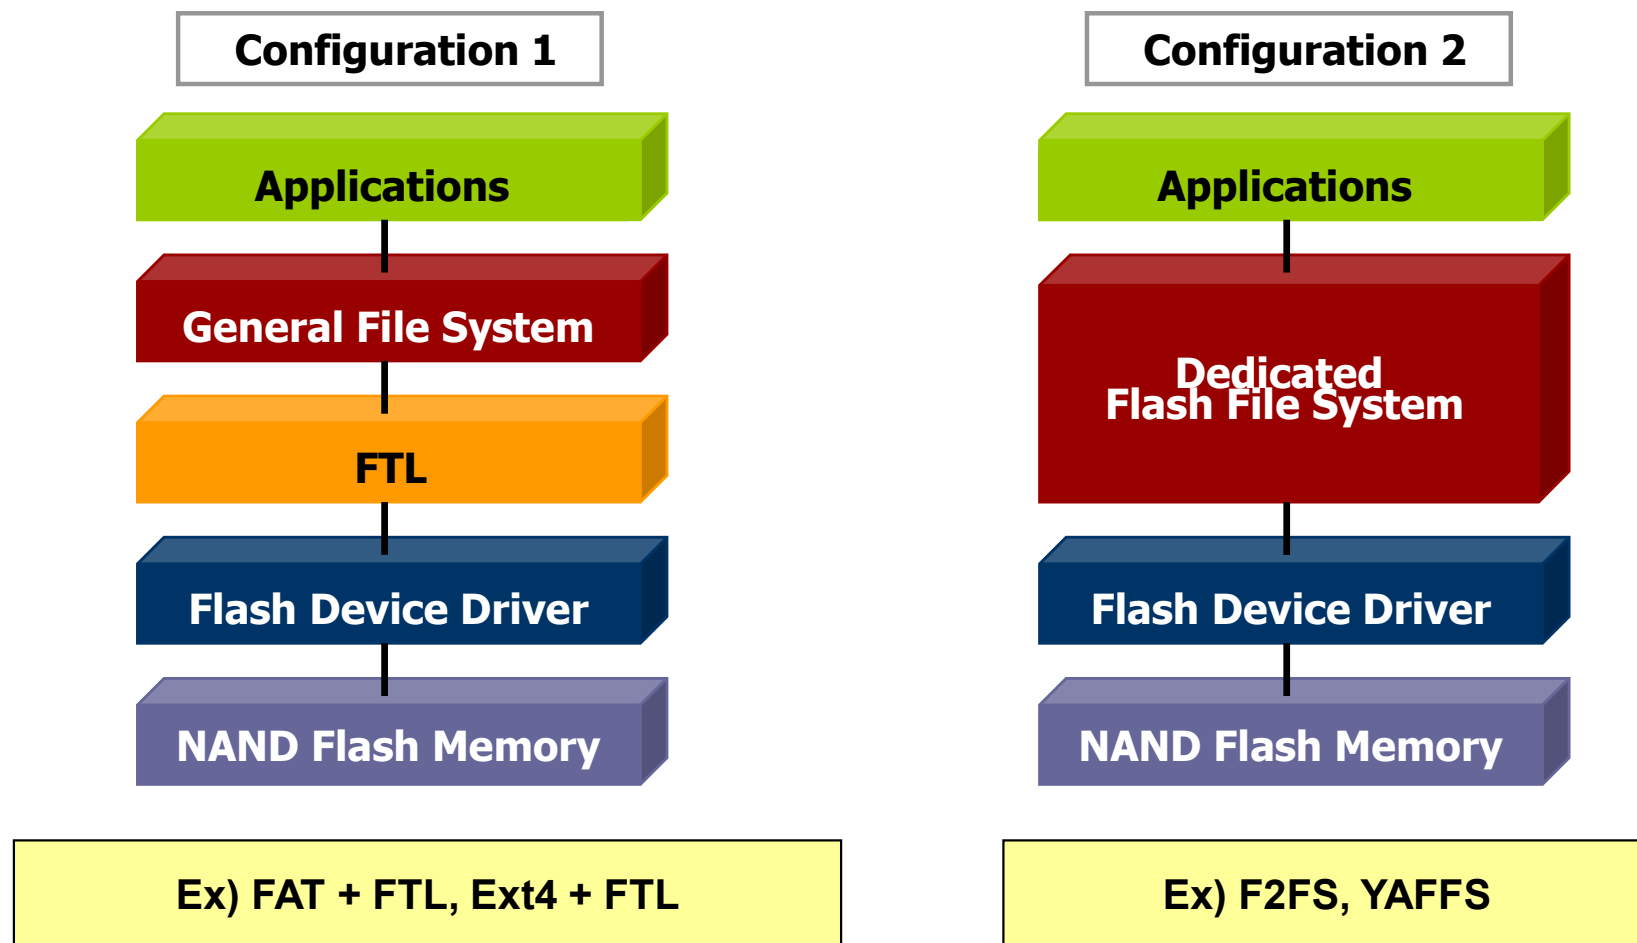 Configuration 1
Applications
General File System
FTL
Flash Device Driver
NAND Flash Memory
Ex) FAT + FTL, Ext4 + FTL
Configuration 2
Applications
Dedicated
Flash File System
Flash Device Driver
NAND Flash Memory
Ex) F2FS, YAFFS